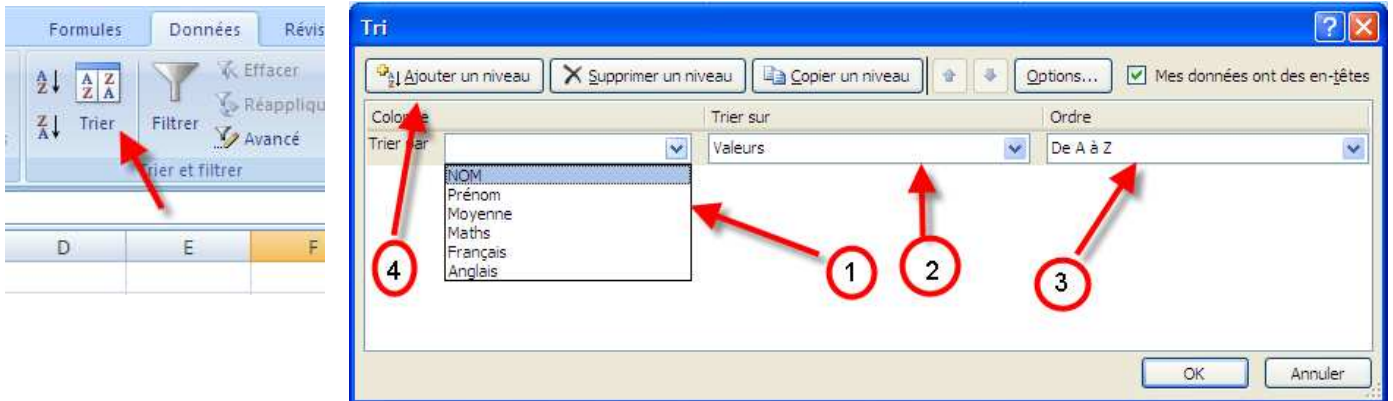 Formules Données Révis
Effacer
Trier Filtrer Réappliqu
Avancé
Trier et filtrer
D E F
Tri
Ajouter un niveau Supprimer un niveau Copier un niveau Options... Mes données ont des en-têtes
Colonne Trier sur Ordre
Trier par Valeurs De A à Z
NOM
Prénom
Moyenne
Maths
Français
Anglais
4 1 2 3
OK Annuler